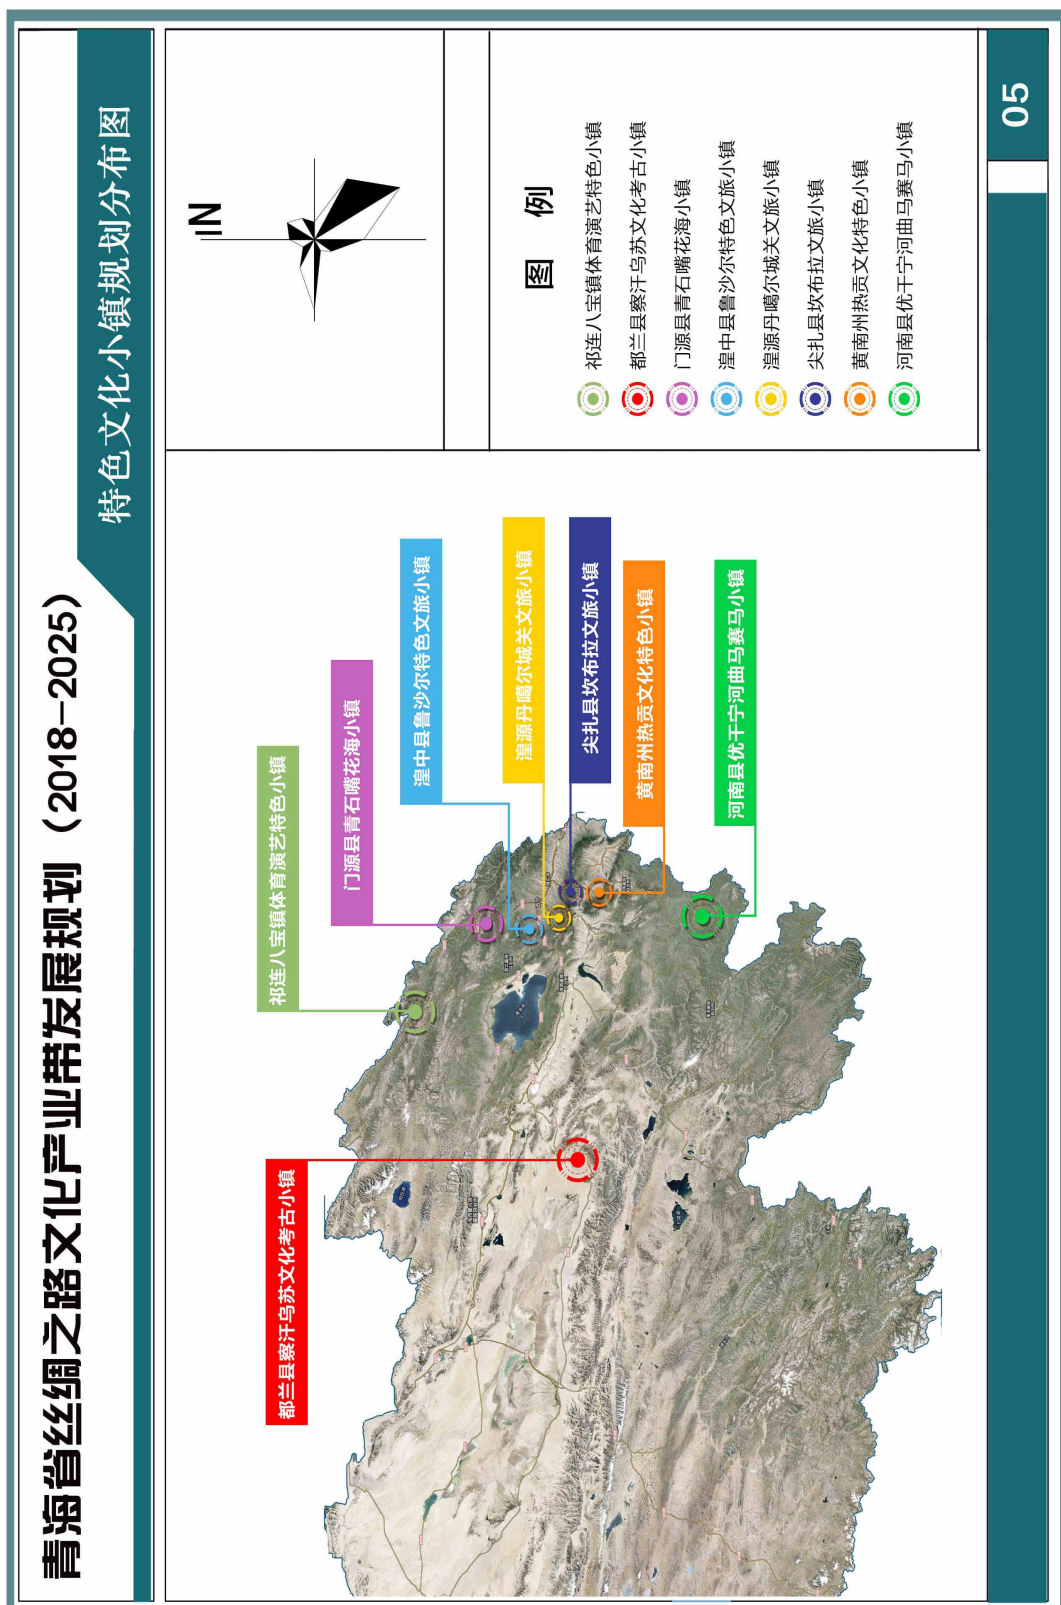 青海省丝绸之路文化产业带发展规划（2018-2025）
特色文化小镇规划分布图
N
祁连八宝镇体育演艺特色小镇
门源县青石嘴花海小镇
湟中县鲁沙尔特色文旅小镇
湟源丹噶尔城关文旅小镇
尖扎县坎布拉文旅小镇
黄南州热贡文化特色小镇
河南县优干宁河曲马赛马小镇
都兰县察汗乌苏文化考古小镇
图 例
祁连八宝镇体育演艺特色小镇
都兰县察汗乌苏文化考古小镇
门源县青石嘴花海小镇
湟中县鲁沙尔特色文旅小镇
湟源丹噶尔城关文旅小镇
尖扎县坎布拉文旅小镇
黄南州热贡文化特色小镇
河南县优干宁河曲马赛马小镇
05